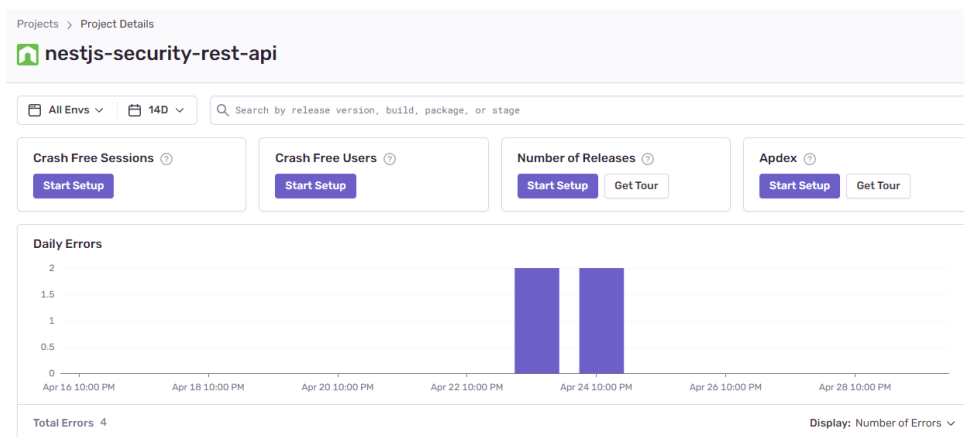 Projects > Project Details
nestjs-security-rest-api
All Envs 14D Search by release version, build, package, or stage
Crash Free Sessions ?
Start Setup
Crash Free Users ?
Start Setup
Number of Releases ?
Start Setup Get Tour
Apdex ?
Start Setup Get Tour
Daily Errors
2
1.5
1
0.5
0
Apr 16 10:00 PM Apr 18 10:00 PM Apr 20 10:00 PM Apr 22 10:00 PM Apr 24 10:00 PM Apr 26 10:00 PM Apr 28 10:00 PM
Total Errors 4 Display: Number of Errors